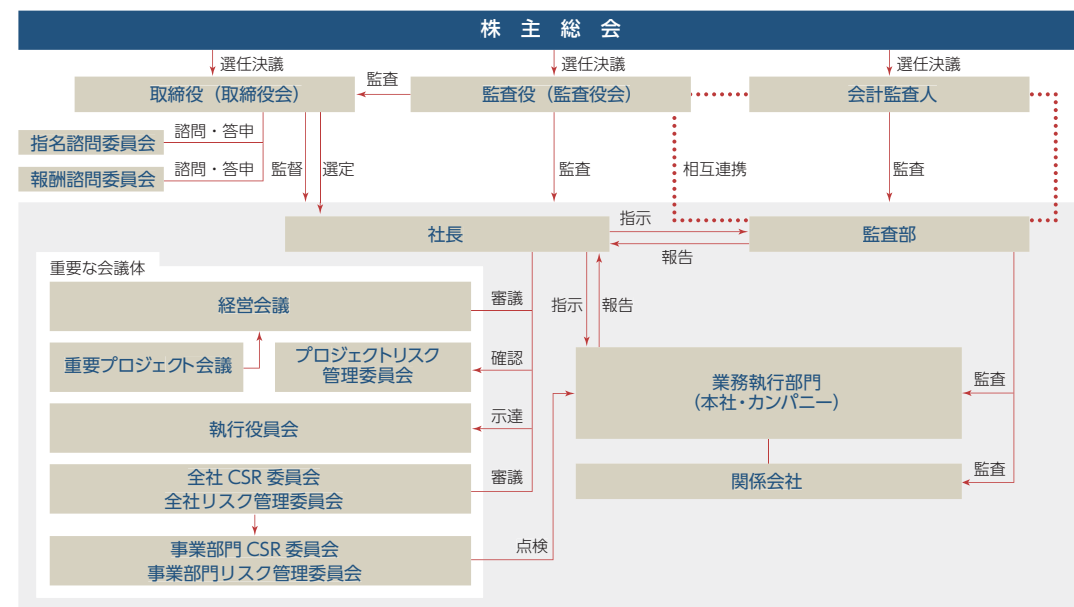 株主総会
選任決議
選任決議
選任決議
取締役（取締役会）
監査
監査役（監査役会）
会計監査人
指名諮問委員会
諮問・答申
報酬諮問委員会
諮問・答申
監督
選定
監査
相互連携
監査
社長
指示
報告
監査部
重要な会議体
経営会議
審議
指示
報告
重要プロジェクト会議
プロジェクトリスク
管理委員会
確認
業務執行部門
（本社・カンパニー）
監査
執行役員会
示達
全社 CSR 委員会
全社リスク管理委員会
審議
関係会社
監査
事業部門 CSR 委員会
事業部門リスク管理委員会
点検